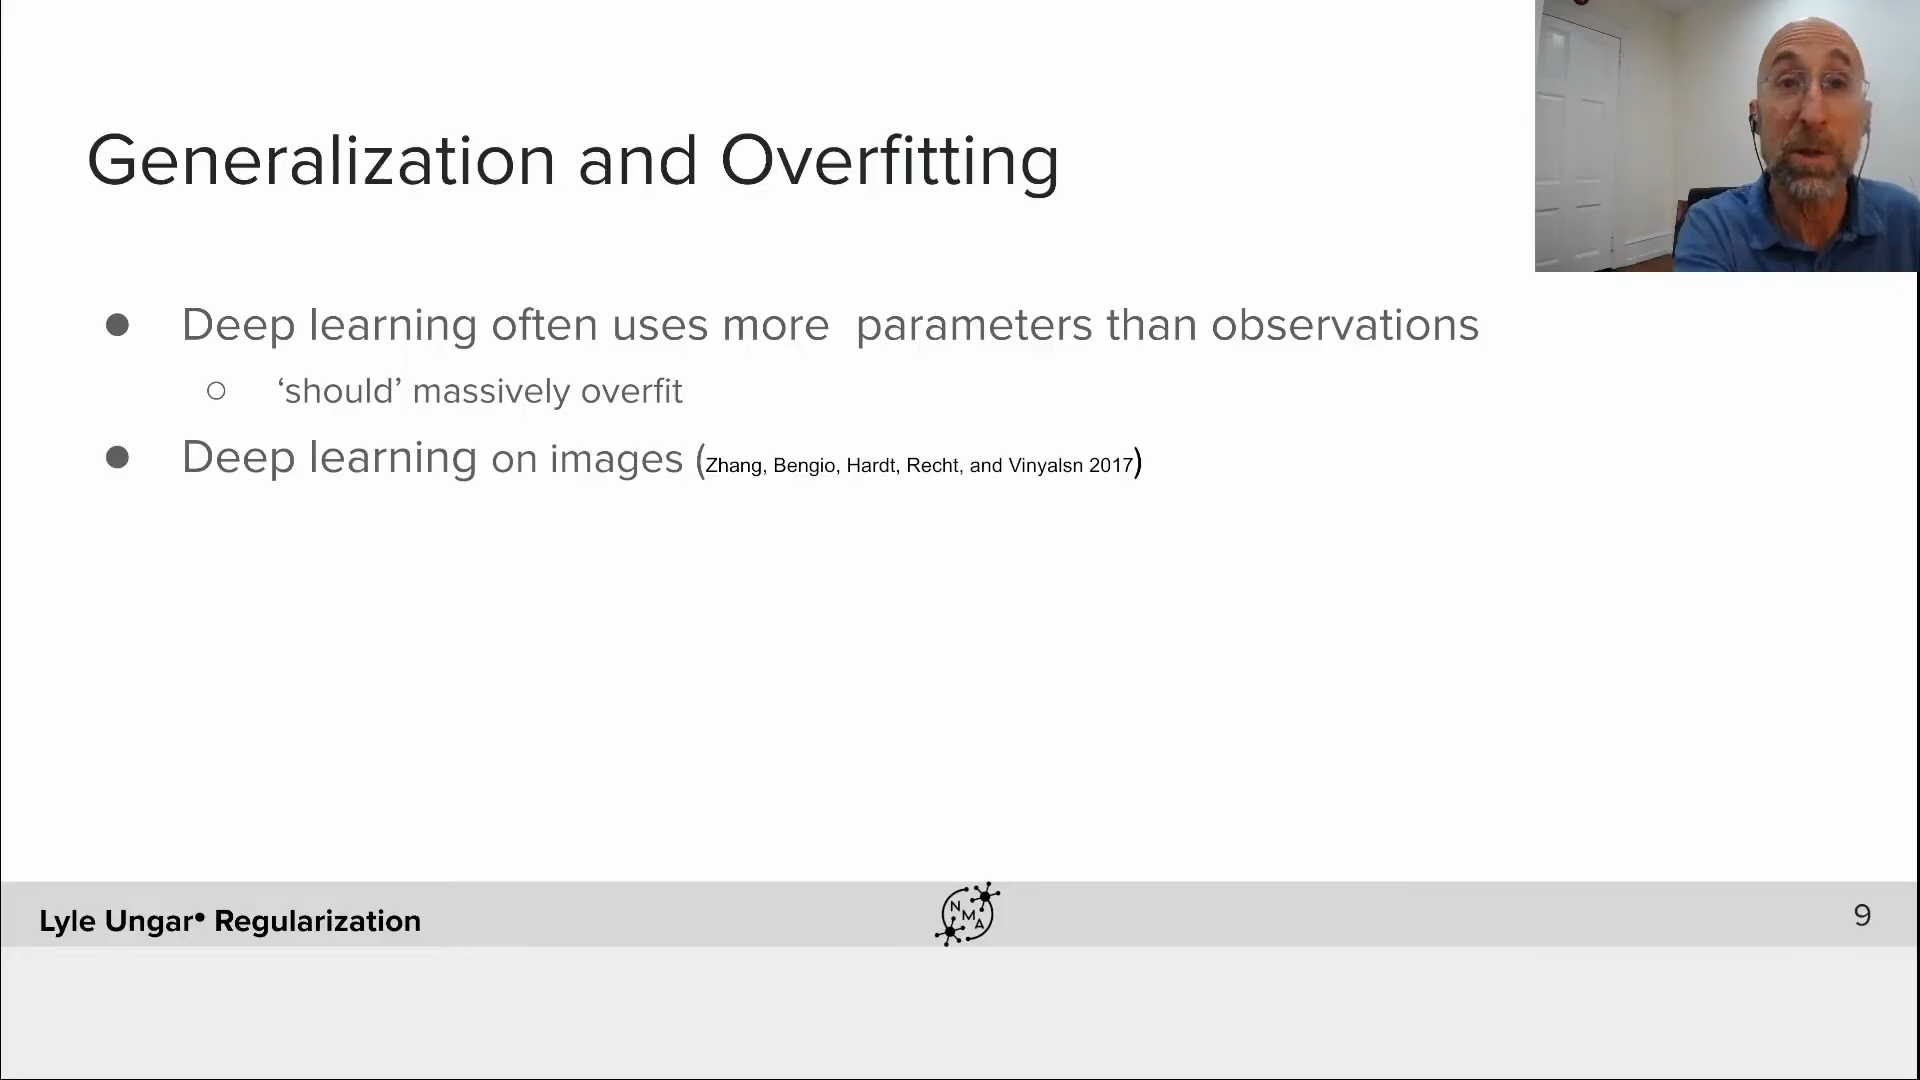 Generalization and Overfitting
● Deep learning often uses more  parameters than observations
○ ‘should’ massively overfit
● Deep learning on images (Zhang, Bengio, Hardt, Recht, and Vinyalsn 2017)
Lyle Ungar• Regularization
NMA
9